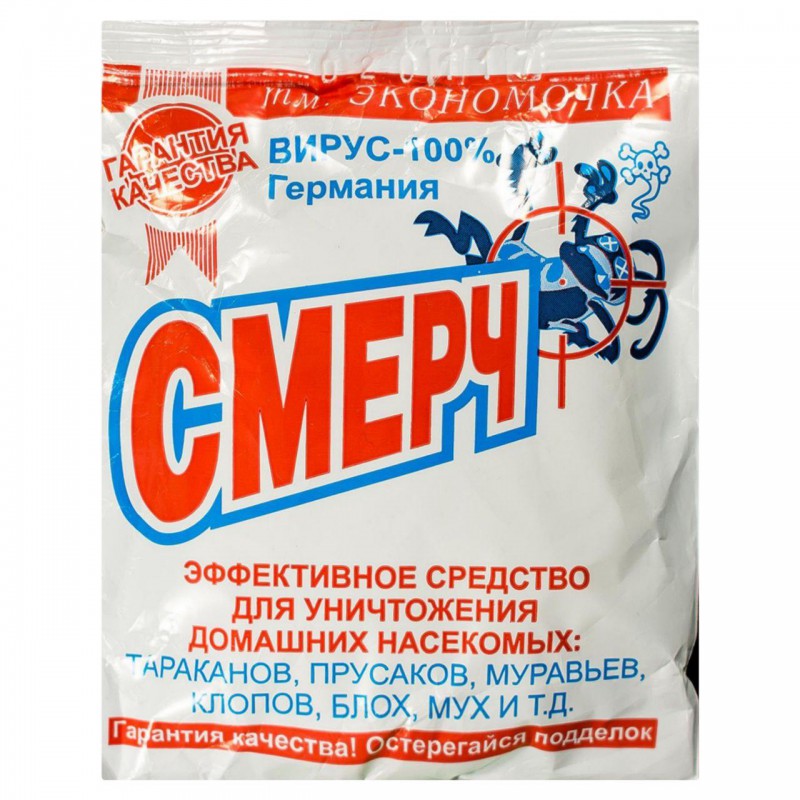 тм. ЭКОНОМОЧКА
ГАРАНТИЯ
КАЧЕСТВА
ВИРУС-100%
Германия
СМЕРЧ
ЭФФЕКТИВНОЕ СРЕДСТВО
ДЛЯ УНИЧТОЖЕНИЯ
ДОМАШНИХ НАСЕКОМЫХ:
ТАРАКАНОВ, ПРУСАКОВ, МУРАВЬЕВ,
КЛОПОВ, БЛОХ, МУХ И Т.Д.
Гарантия качества! Остерегайся подделок